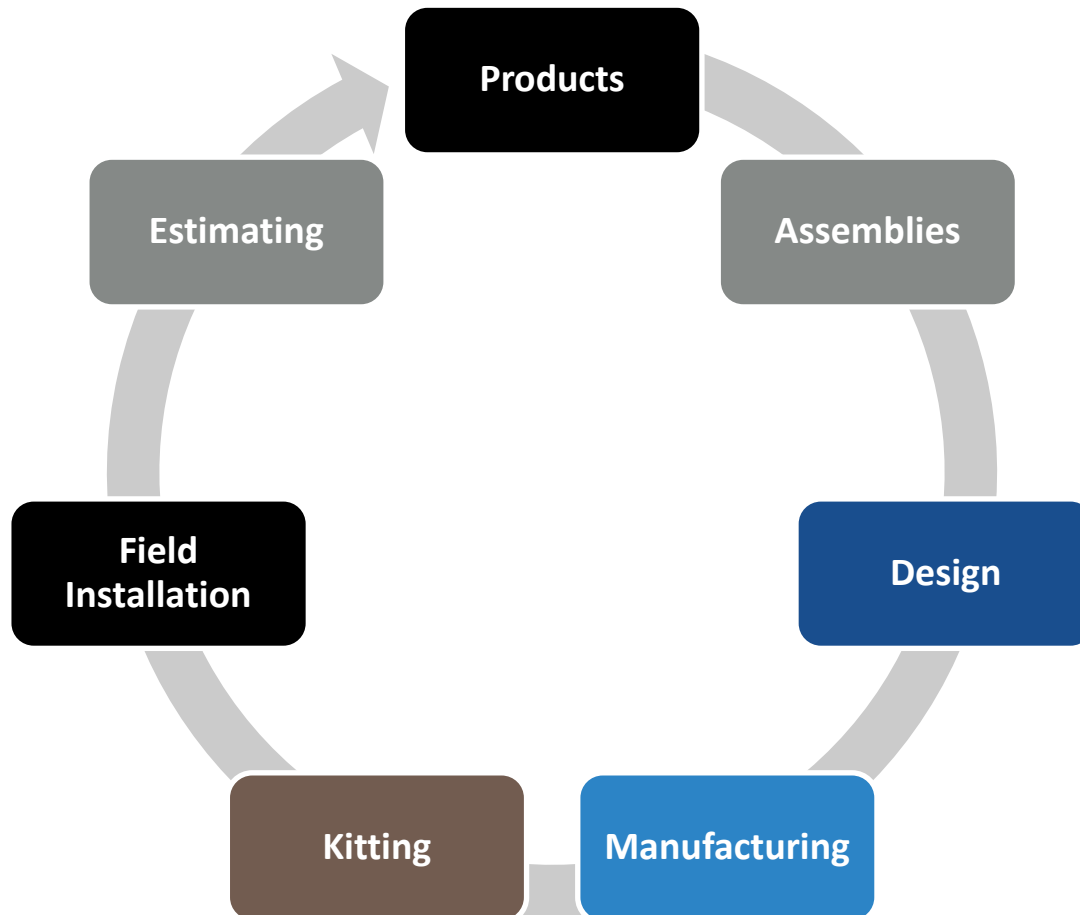 Products
Assemblies
Design
Manufacturing
Kitting
Field
Installation
Estimating